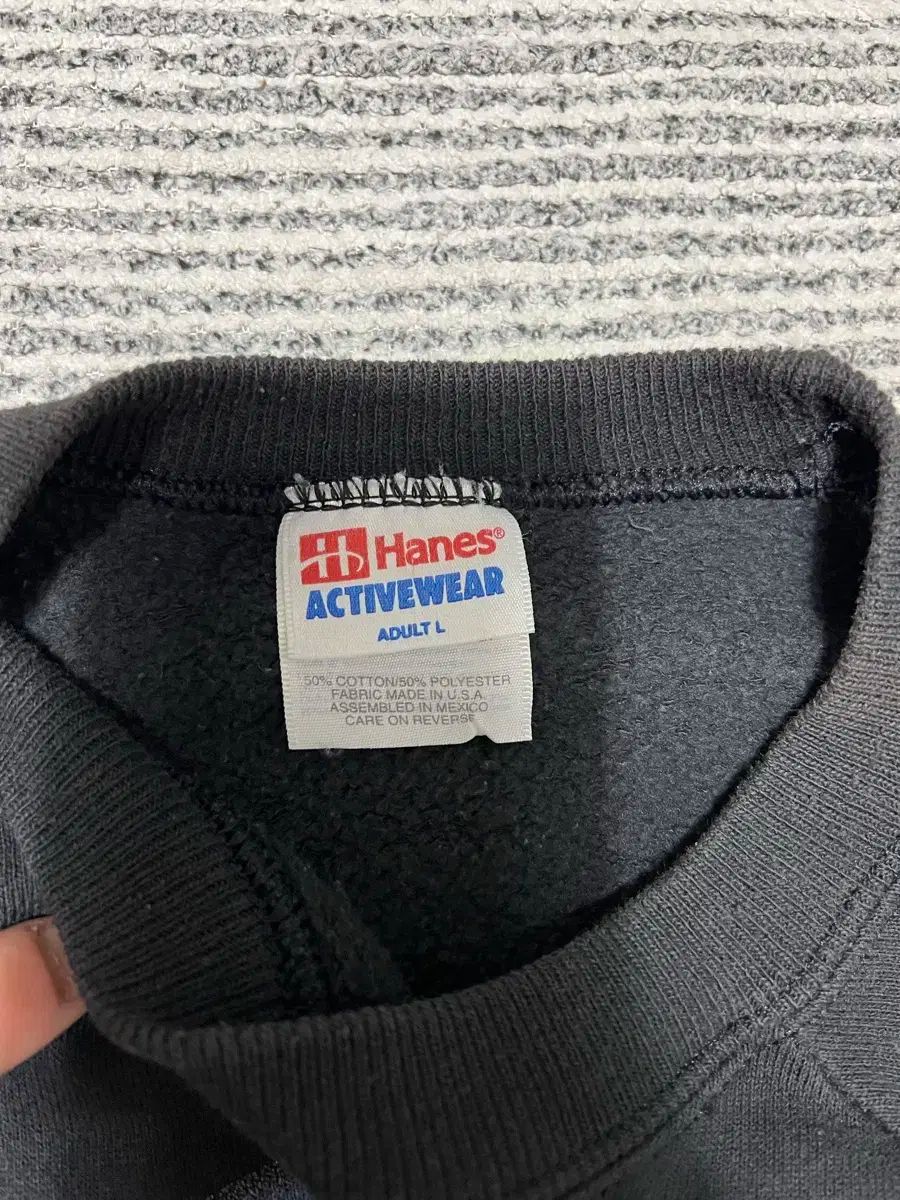 Hanes®
ACTIVEWEAR
ADULT L
50% COTTON/50% POLYESTER
FABRIC MADE IN U.S.A.
ASSEMBLED IN MEXICO
CARE ON REVERSE